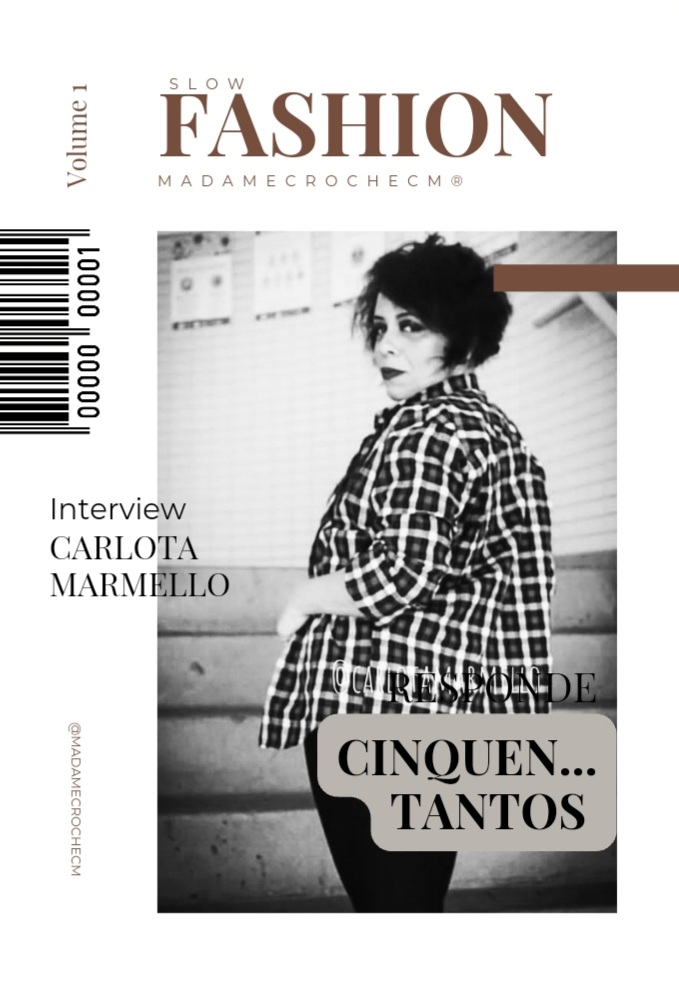 Volume 1
SLOW
FASHION
MADAMECROCHECM®
00000 00001
Interview
CARLOTA
MARMELLO
RESPONDE
CINQUEN...
TANTOS
@MADAMECROCHECM